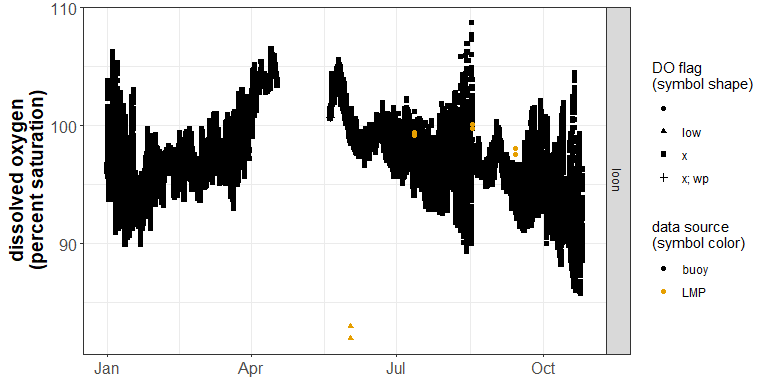 dissolved oxygen
(percent saturation)
110
100
90
Jan
Apr
Jul
Oct
loon
DO flag
(symbol shape)
low
x
x; wp
data source
(symbol color)
buoy
LMP